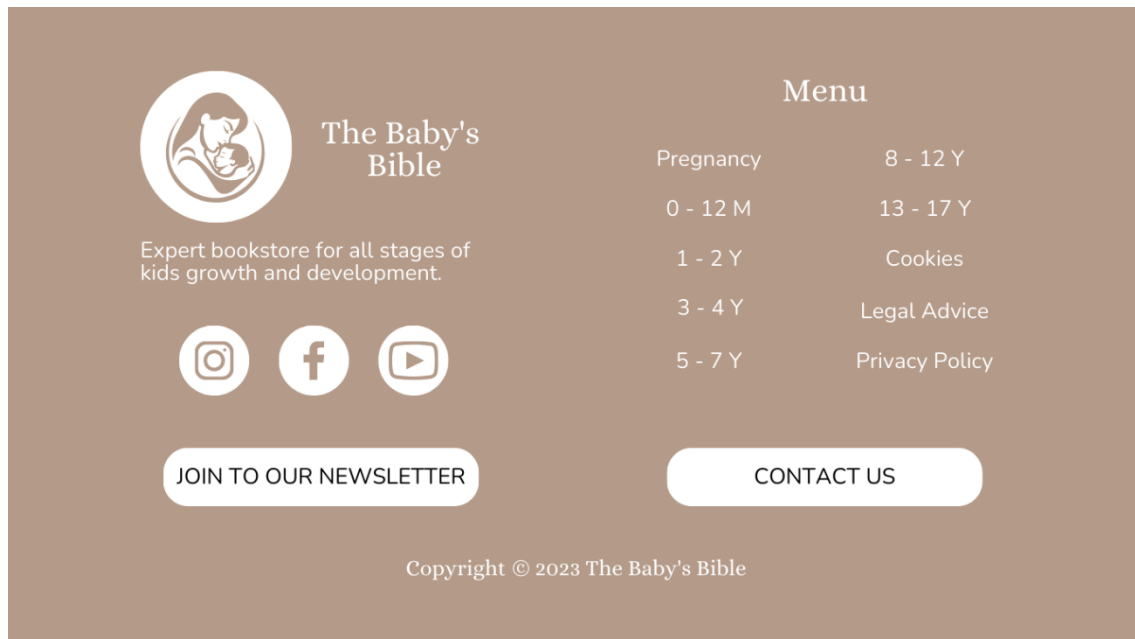 The Baby's
Bible
Expert bookstore for all stages of
kids growth and development.
JOIN TO OUR NEWSLETTER
Menu
Pregnancy
0 - 12 M
1 - 2 Y
3 - 4 Y
5 - 7 Y
8 - 12 Y
13 - 17 Y
Cookies
Legal Advice
Privacy Policy
CONTACT US
Copyright © 2023 The Baby's Bible